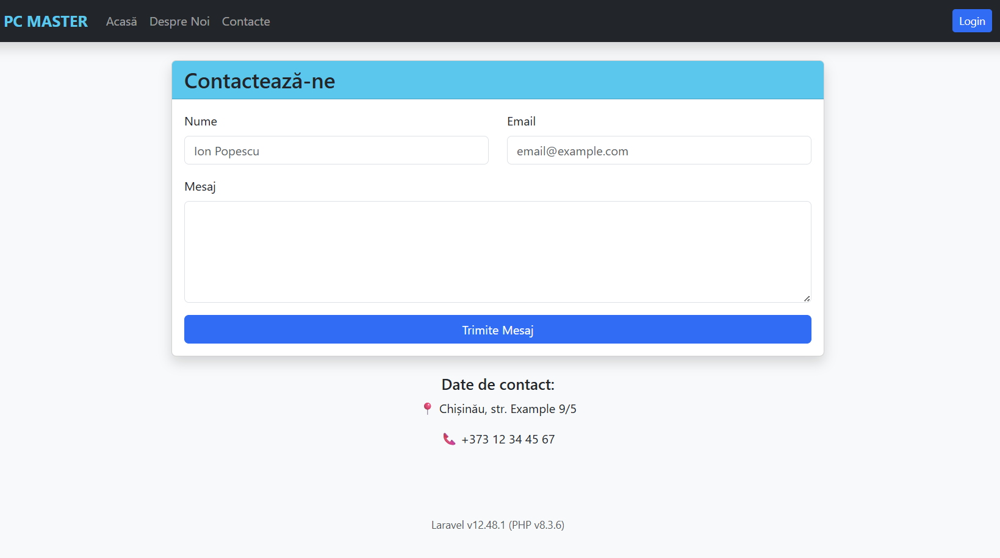 PC MASTER Acasă Despre Noi Contacte Login
Contactează-ne
Nume Email
Ion Popescu email@example.com
Mesaj
Trimite Mesaj
Date de contact:
Chișinău, str. Example 9/5
+373 12 34 45 67
Laravel v12.48.1 (PHP v8.3.6)